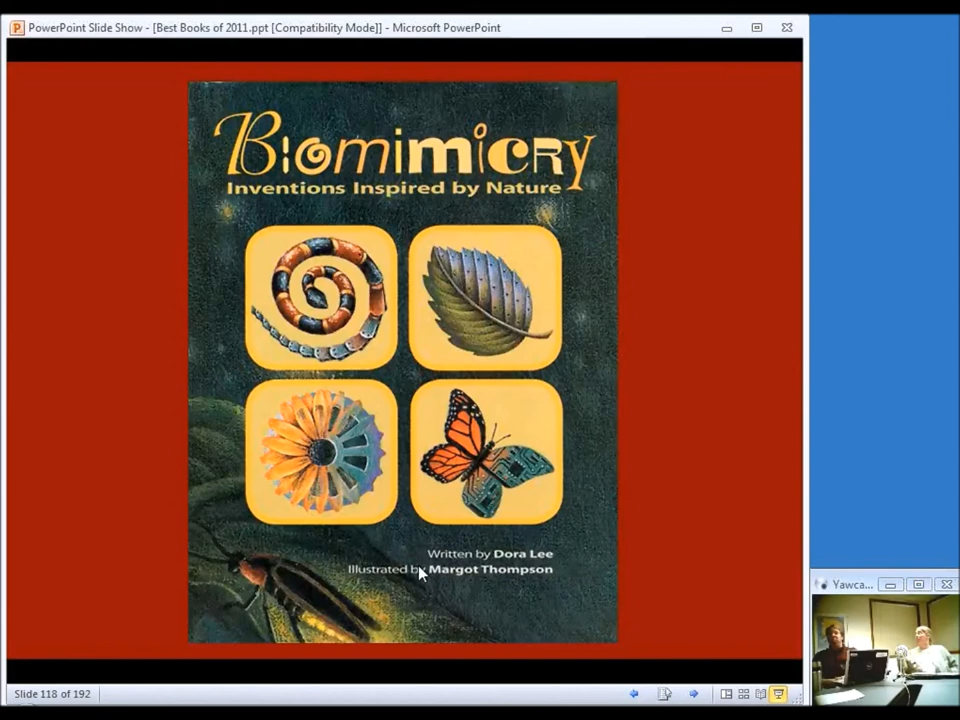 PowerPoint Slide Show - [Best Books of 2011.ppt [Compatibility Mode]] - Microsoft PowerPoint
Biomimicry
Inventions Inspired by Nature
Written by Dora Lee
Illustrated by Margot Thompson
Yawca...
Slide 118 of 192